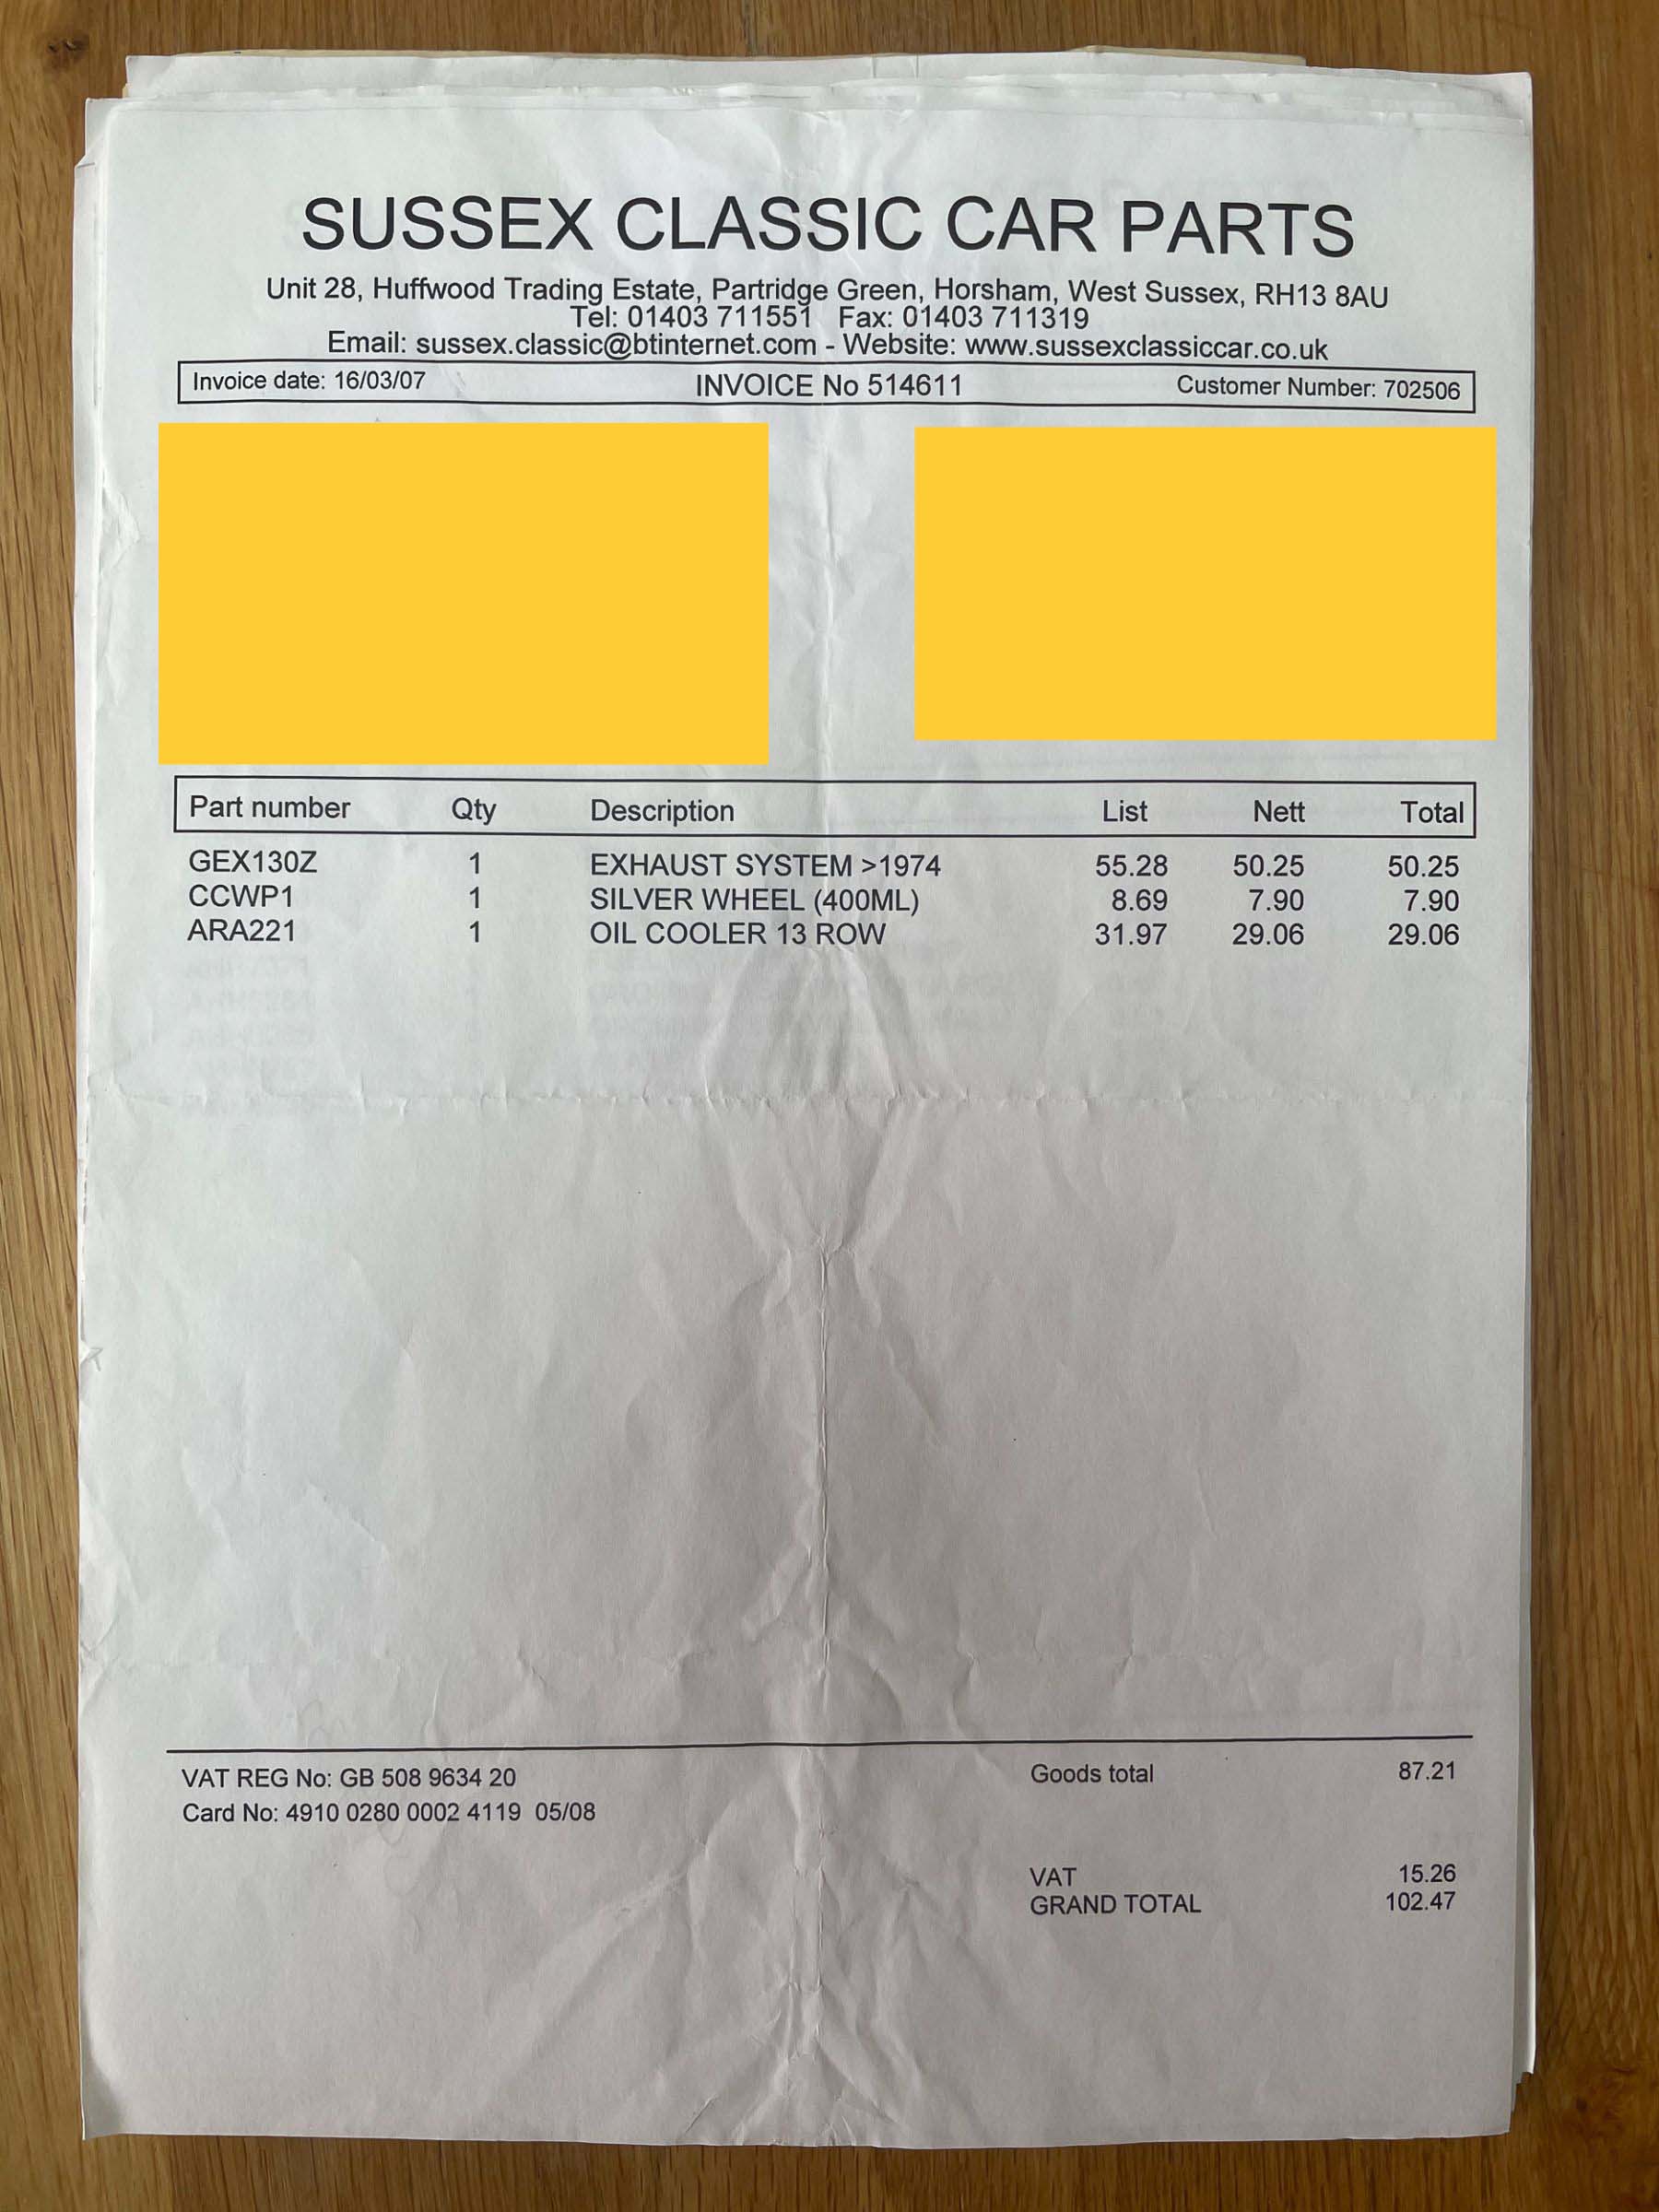 SUSSEX CLASSIC CAR PARTS
Unit 28, Huffwood Trading Estate, Partridge Green, Horsham, West Sussex, RH13 8AU
Tel: 01403 711551 Fax: 01403 711319
Email: sussex.classic@btinternet.com - Website: www.sussexclassiccar.co.uk
Invoice date: 16/03/07 INVOICE No 514611 Customer Number: 702506
Part number Qty Description List Nett Total
GEX130Z 1 EXHAUST SYSTEM >1974 55.28 50.25 50.25
CCWP1 1 SILVER WHEEL (400ML) 8.69 7.90 7.90
ARA221 1 OIL COOLER 13 ROW 31.97 29.06 29.06
VAT REG No: GB 508 9634 20 Goods total 87.21
Card No: 4910 0280 0002 4119 05/08
VAT 15.26
GRAND TOTAL 102.47